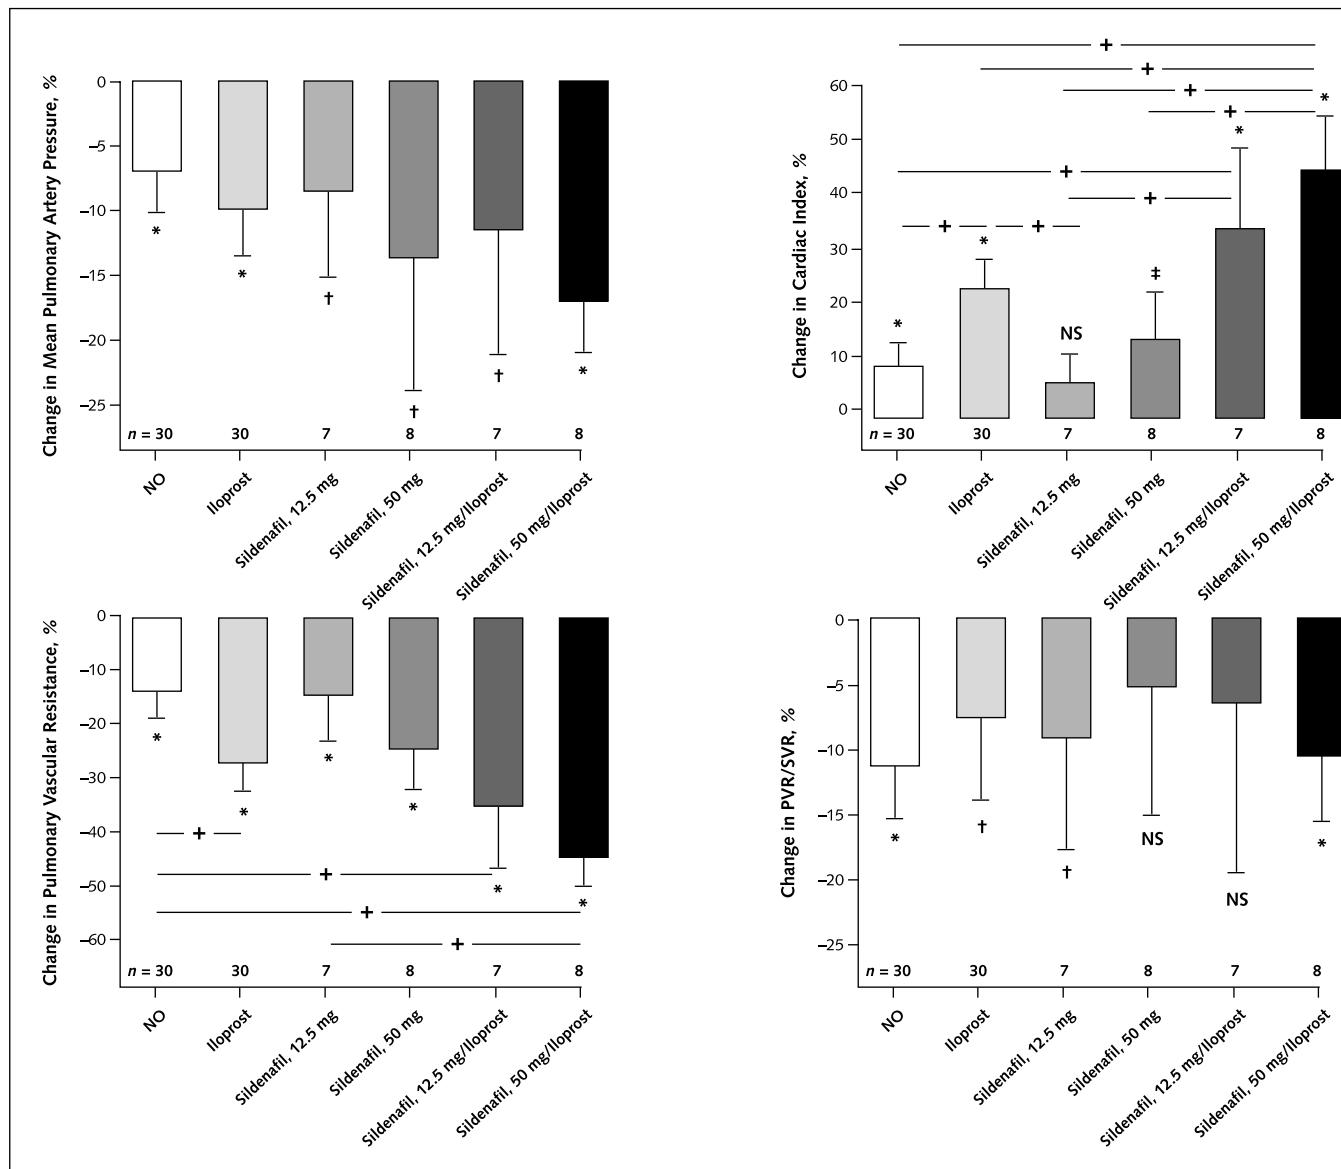 Change in Mean Pulmonary Artery Pressure, %
0
–5
–10
–15
–20
–25
* * † † † *
n = 30 30 7 8 7 8
NO
Iloprost
Sildenafil, 12.5 mg
Sildenafil, 50 mg
Sildenafil, 12.5 mg/Iloprost
Sildenafil, 50 mg/Iloprost
Change in Cardiac Index, %
60
50
40
30
20
10
0
+
+
+
+
+
+
+ +
* * NS ‡ * *
n = 30 30 7 8 7 8
NO
Iloprost
Sildenafil, 12.5 mg
Sildenafil, 50 mg
Sildenafil, 12.5 mg/Iloprost
Sildenafil, 50 mg/Iloprost
Change in Pulmonary Vascular Resistance, %
0
–10
–20
–30
–40
–50
–60
* * * * * *
+
+
+
+
n = 30 30 7 8 7 8
NO
Iloprost
Sildenafil, 12.5 mg
Sildenafil, 50 mg
Sildenafil, 12.5 mg/Iloprost
Sildenafil, 50 mg/Iloprost
Change in PVR/SVR, %
0
–5
–10
–15
–20
–25
* † † NS NS *
n = 30 30 7 8 7 8
NO
Iloprost
Sildenafil, 12.5 mg
Sildenafil, 50 mg
Sildenafil, 12.5 mg/Iloprost
Sildenafil, 50 mg/Iloprost